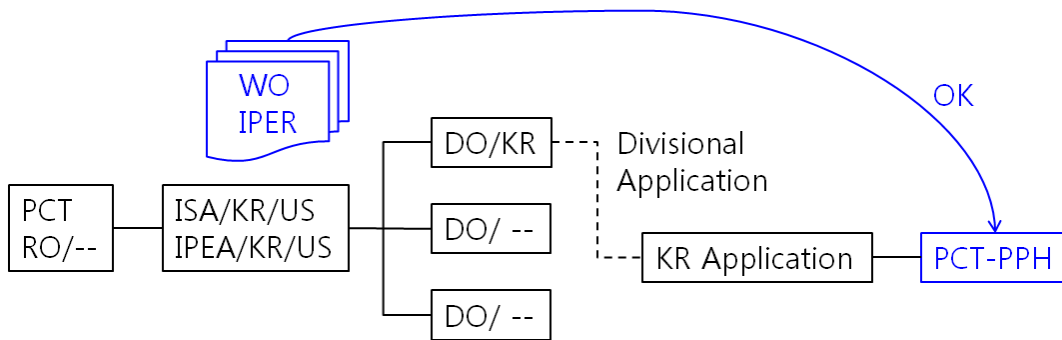 WO
IPER
OK
DO/KR
Divisional
Application
PCT
RO/--
ISA/KR/US
IPEA/KR/US
DO/ --
KR Application
PCT-PPH
DO/ --